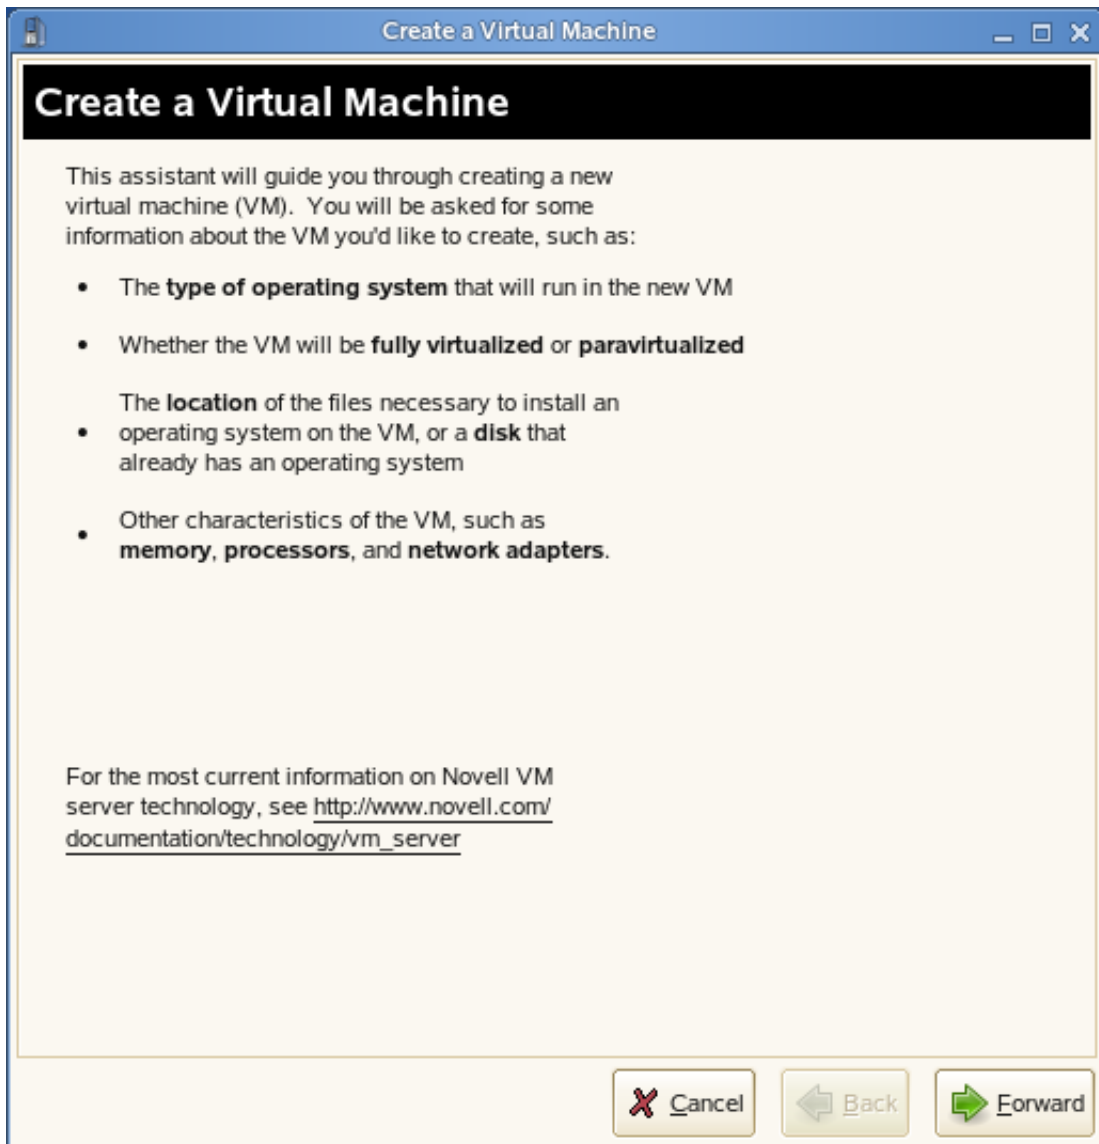 Create a Virtual Machine
Create a Virtual Machine
This assistant will guide you through creating a new
virtual machine (VM).  You will be asked for some
information about the VM you'd like to create, such as:
• The type of operating system that will run in the new VM
• Whether the VM will be fully virtualized or paravirtualized
The location of the files necessary to install an
• operating system on the VM, or a disk that
already has an operating system
• Other characteristics of the VM, such as
memory, processors, and network adapters.
For the most current information on Novell VM
server technology, see http://www.novell.com/
documentation/technology/vm_server
Cancel Back Forward